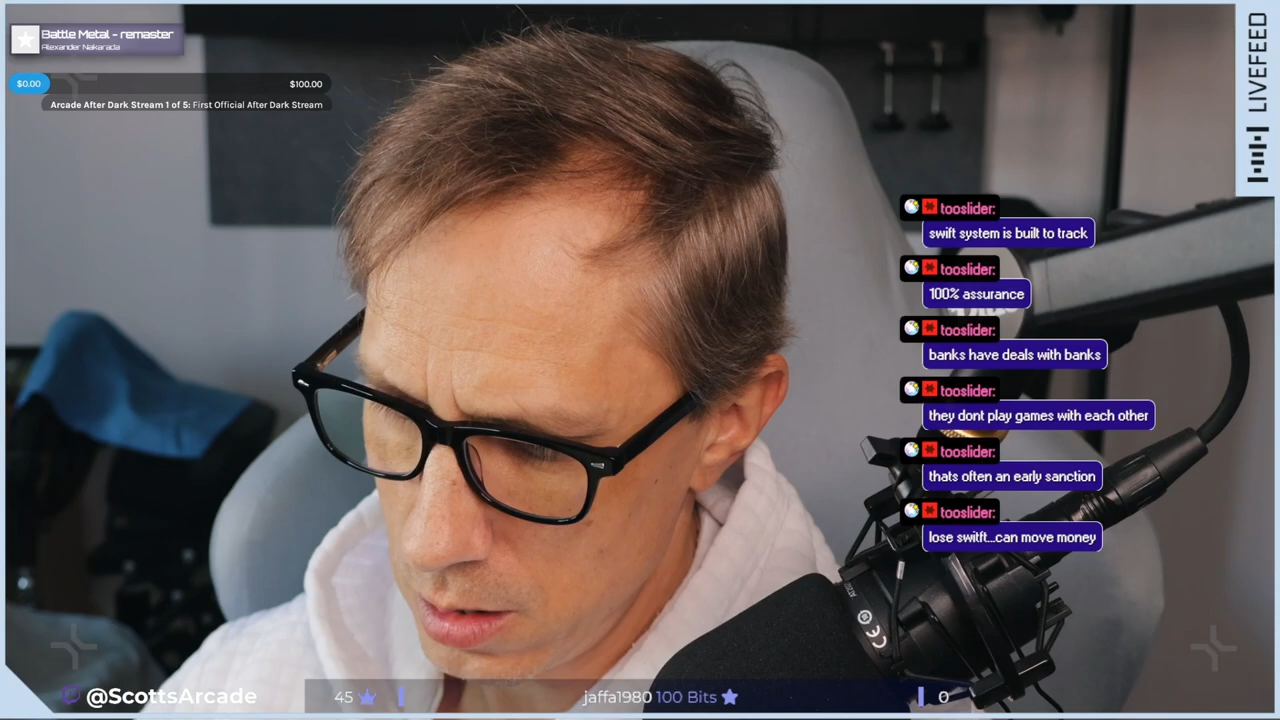 Battle Metal - remaster
Alexander Nakarada
$0.00
$100.00
Arcade After Dark Stream 1 of 5: First Official After Dark Stream
LIVEFEED
tooslider:
swift system is built to track
tooslider:
100% assurance
tooslider:
banks have deals with banks
tooslider:
they dont play games with each other
tooslider:
thats often an early sanction
tooslider:
lose switft...can move money
CE
@ScottsArcade
45
jaffa1980 100 Bits
0